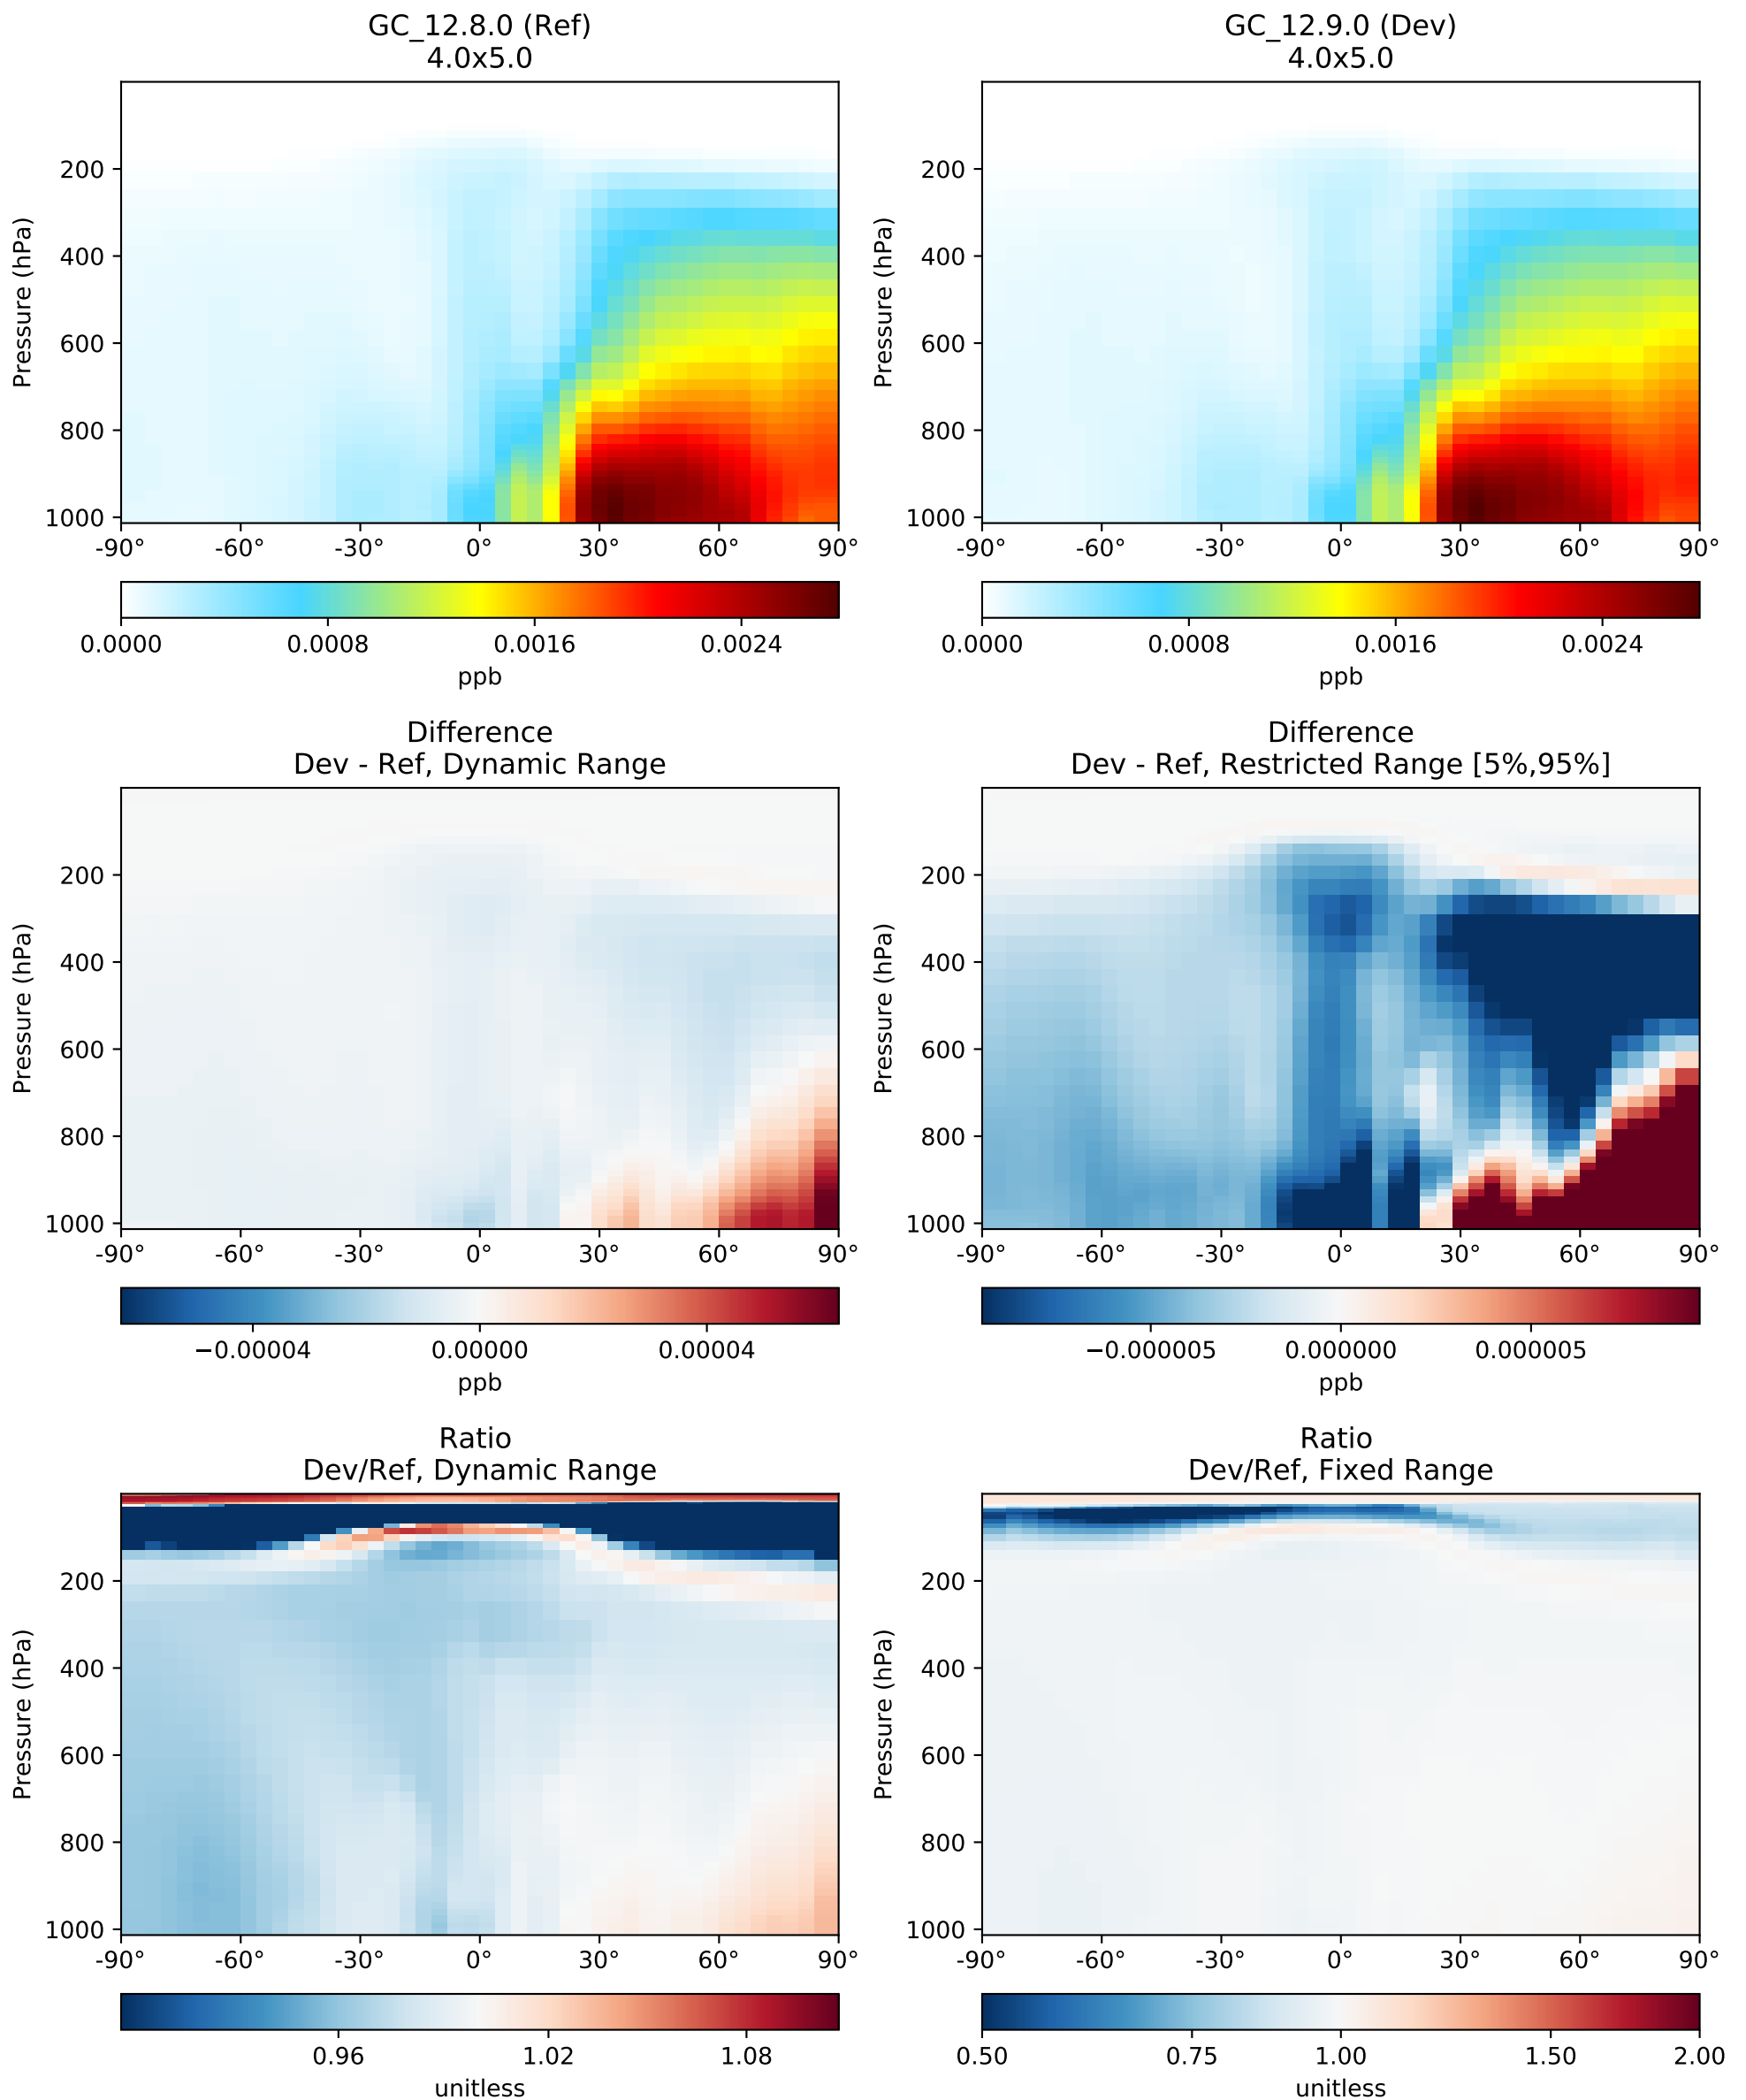 GC_12.8.0 (Ref)
4.0x5.0
Pressure (hPa)
200
400
600
800
1000
-90° -60° -30° 0° 30° 60° 90°
0.0000 0.0008 0.0016 0.0024
ppb
GC_12.9.0 (Dev)
4.0x5.0
Pressure (hPa)
200
400
600
800
1000
-90° -60° -30° 0° 30° 60° 90°
0.0000 0.0008 0.0016 0.0024
ppb
Difference
Dev - Ref, Dynamic Range
Pressure (hPa)
200
400
600
800
1000
-90° -60° -30° 0° 30° 60° 90°
−0.00004 0.00000 0.00004
ppb
Difference
Dev - Ref, Restricted Range [5%,95%]
Pressure (hPa)
200
400
600
800
1000
-90° -60° -30° 0° 30° 60° 90°
−0.000005 0.000000 0.000005
ppb
Ratio
Dev/Ref, Dynamic Range
Pressure (hPa)
200
400
600
800
1000
-90° -60° -30° 0° 30° 60° 90°
0.96 1.02 1.08
unitless
Ratio
Dev/Ref, Fixed Range
Pressure (hPa)
200
400
600
800
1000
-90° -60° -30° 0° 30° 60° 90°
0.50 0.75 1.00 1.50 2.00
unitless